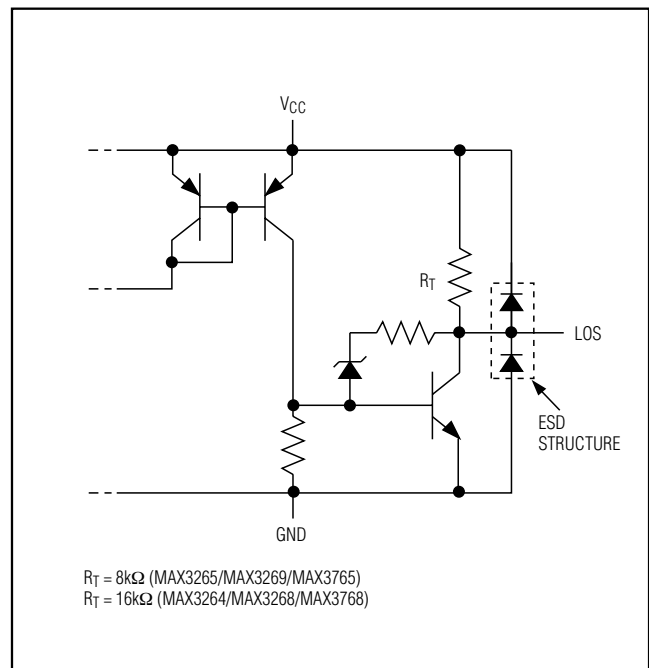 VCC
RT
LOS
ESD
STRUCTURE
GND
RT = 8kΩ (MAX3265/MAX3269/MAX3765)
RT = 16kΩ (MAX3264/MAX3268/MAX3768)